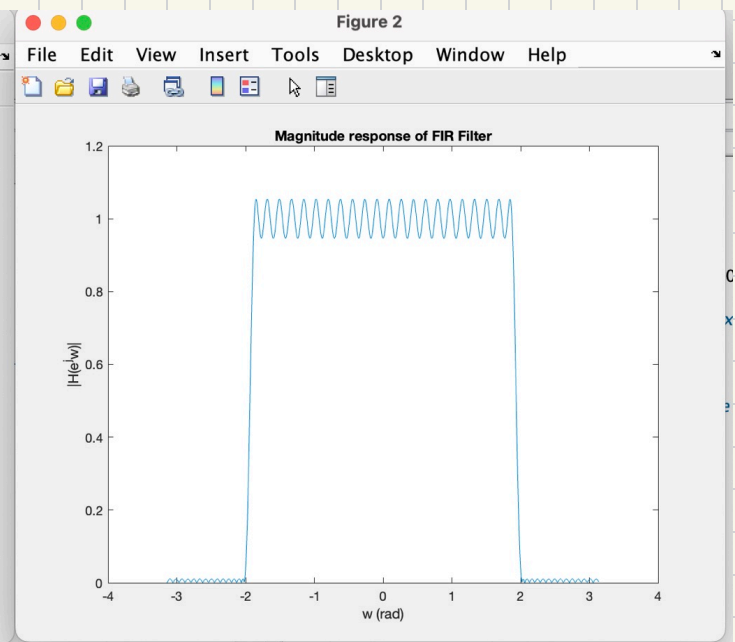 Figure 2
File Edit View Insert Tools Desktop Window Help
Magnitude response of FIR Filter
1.2
1
0.8
0.6
0.4
0.2
0
|H(e^jw)|
-4 -3 -2 -1 0 1 2 3 4
w (rad)